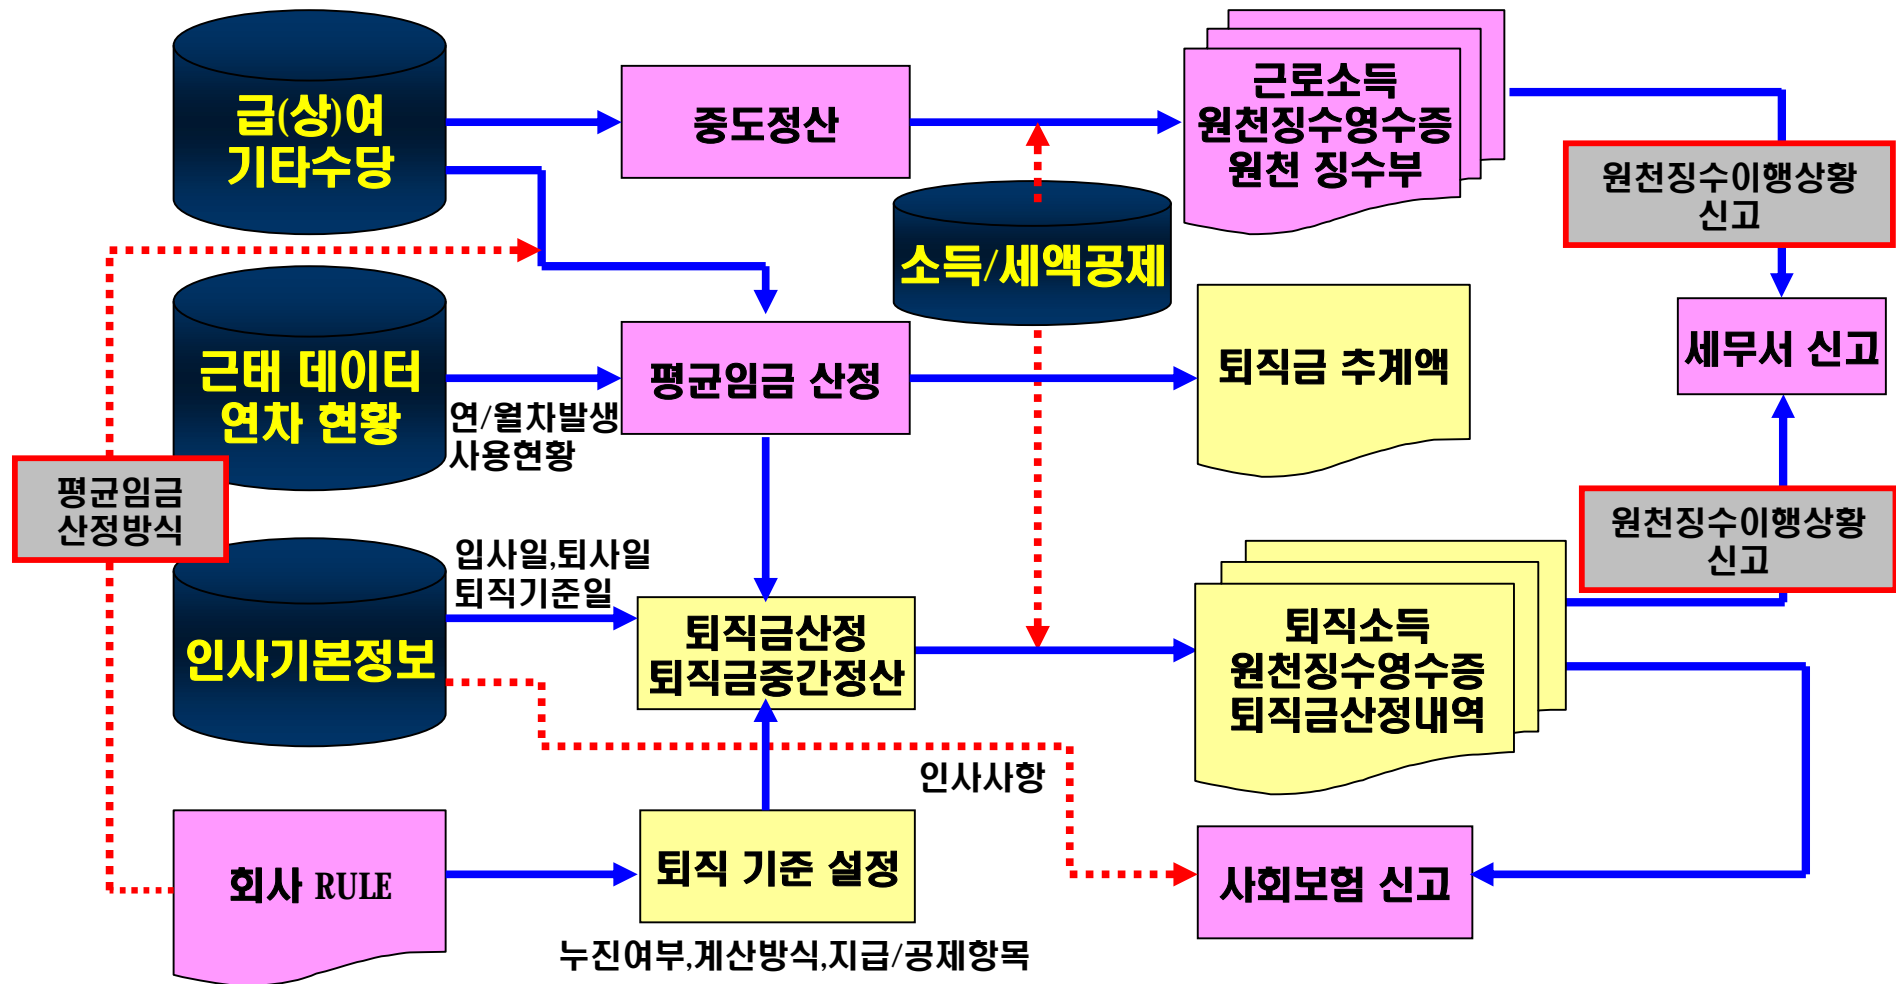 급(상)여
기타수당
중도정산
근로소득
원천징수영수증
원천 징수부
원천징수이행상황
신고
소득/세액공제
근태 데이터
연차 현황
연/월차발생
사용현황
평균임금 산정
퇴직금 추계액
세무서 신고
평균임금
산정방식
원천징수이행상황
신고
입사일,퇴사일
퇴직기준일
인사기본정보
퇴직금산정
퇴직금중간정산
퇴직소득
원천징수영수증
퇴직금산정내역
인사사항
회사 RULE
퇴직 기준 설정
사회보험 신고
누진여부,계산방식,지급/공제항목